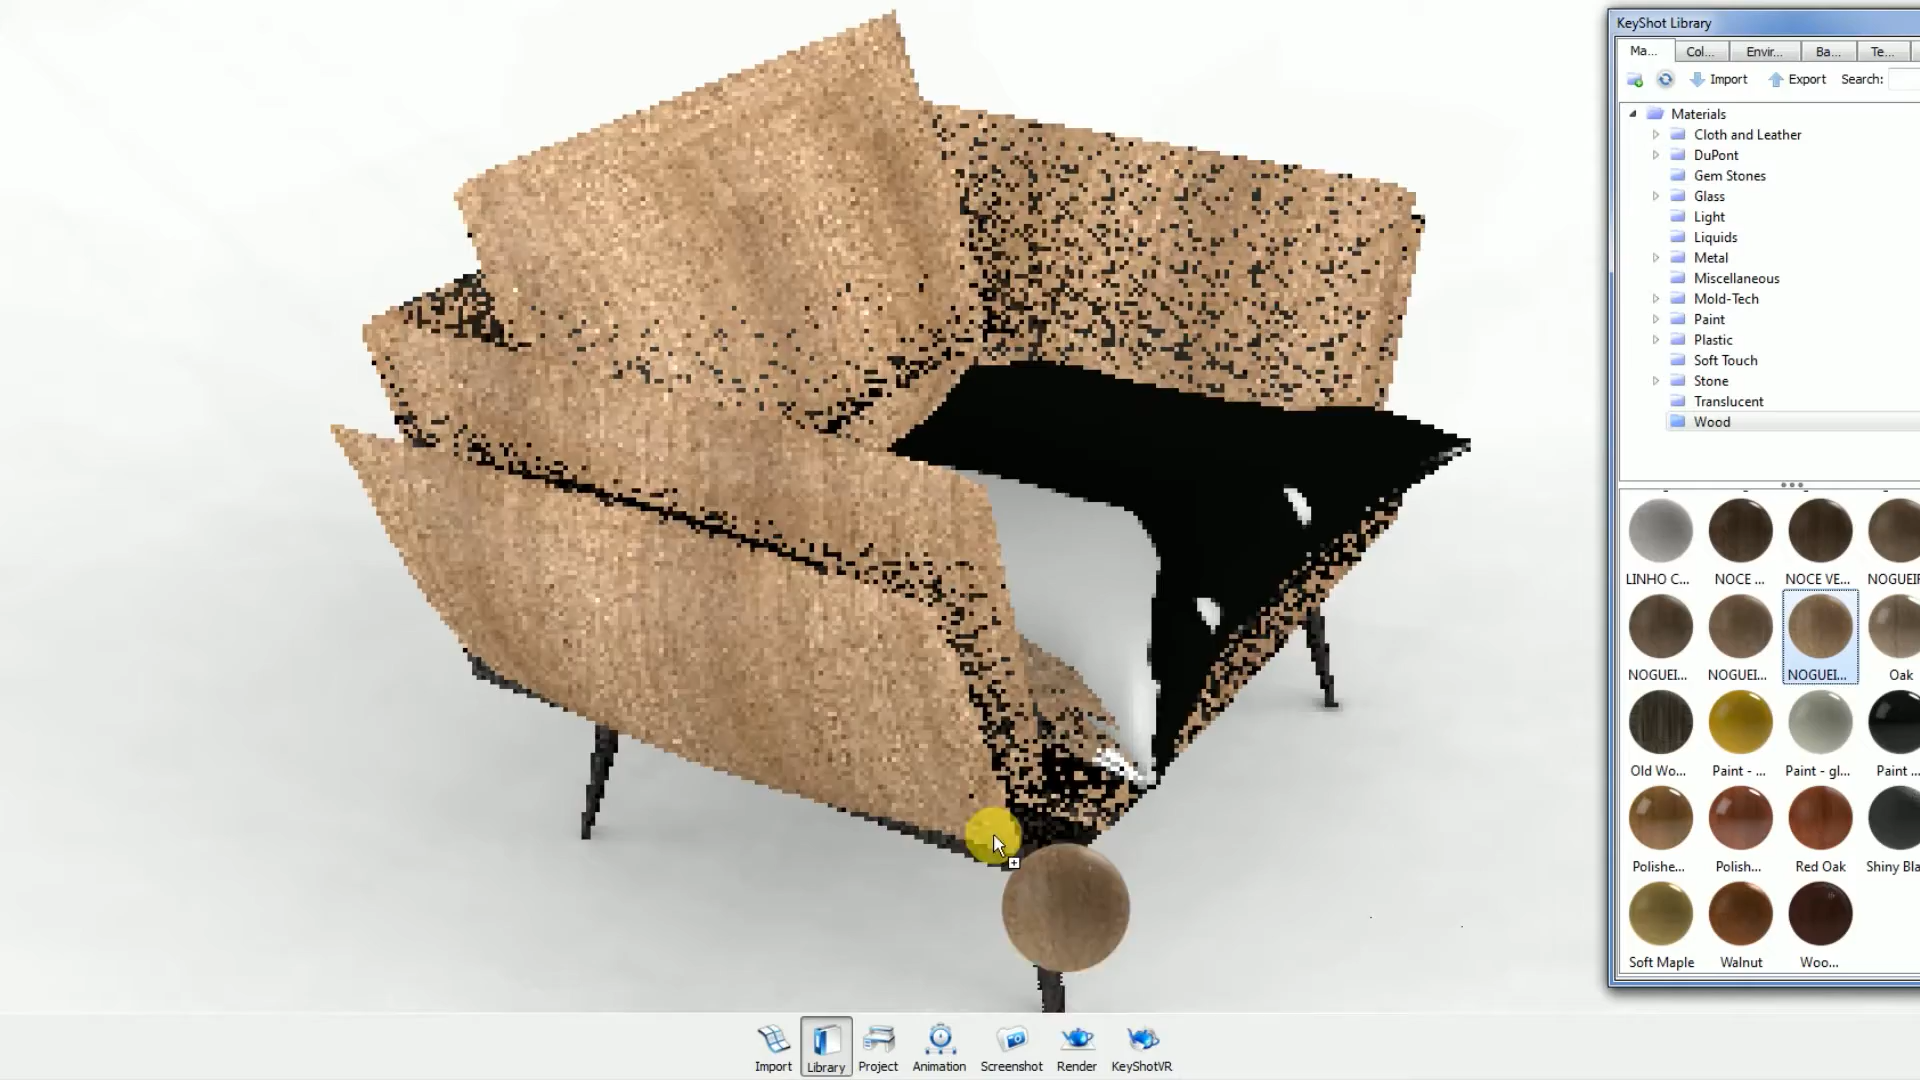 KeyShot Library
Ma... Col... Envir... Ba... Te...
Import Export Search:
Materials
Cloth and Leather
DuPont
Gem Stones
Glass
Light
Liquids
Metal
Miscellaneous
Mold-Tech
Paint
Plastic
Soft Touch
Stone
Translucent
Wood
LINHO C... NOCE ... NOCE VE... NOGUEIR
NOGUEI... NOGUEI... NOGUEI... Oak
Old Wo... Paint - ... Paint - gl... Paint ...
Polishe... Polish... Red Oak Shiny Bla
Soft Maple Walnut Woo...
Import Library Project Animation Screenshot Render KeyShotVR